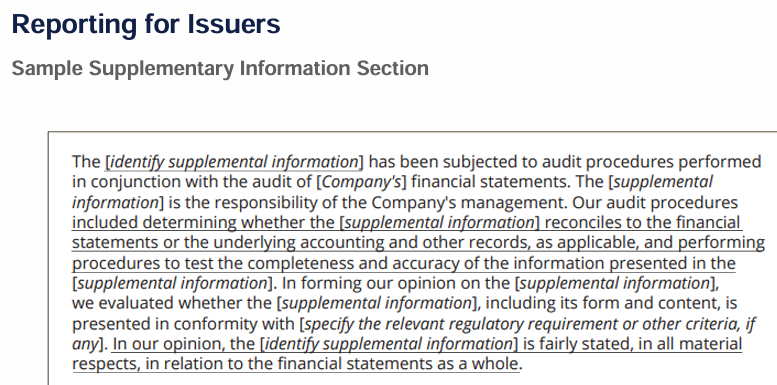 Reporting for Issuers
Sample Supplementary Information Section
The [identify supplemental information] has been subjected to audit procedures performed
in conjunction with the audit of [Company's] financial statements. The [supplemental
information] is the responsibility of the Company's management. Our audit procedures
included determining whether the [supplemental information] reconciles to the financial
statements or the underlying accounting and other records, as applicable, and performing
procedures to test the completeness and accuracy of the information presented in the
[supplemental information]. In forming our opinion on the [supplemental information],
we evaluated whether the [supplemental information], including its form and content, is
presented in conformity with [specify the relevant regulatory requirement or other criteria, if
any]. In our opinion, the [identify supplemental information] is fairly stated, in all material
respects, in relation to the financial statements as a whole.